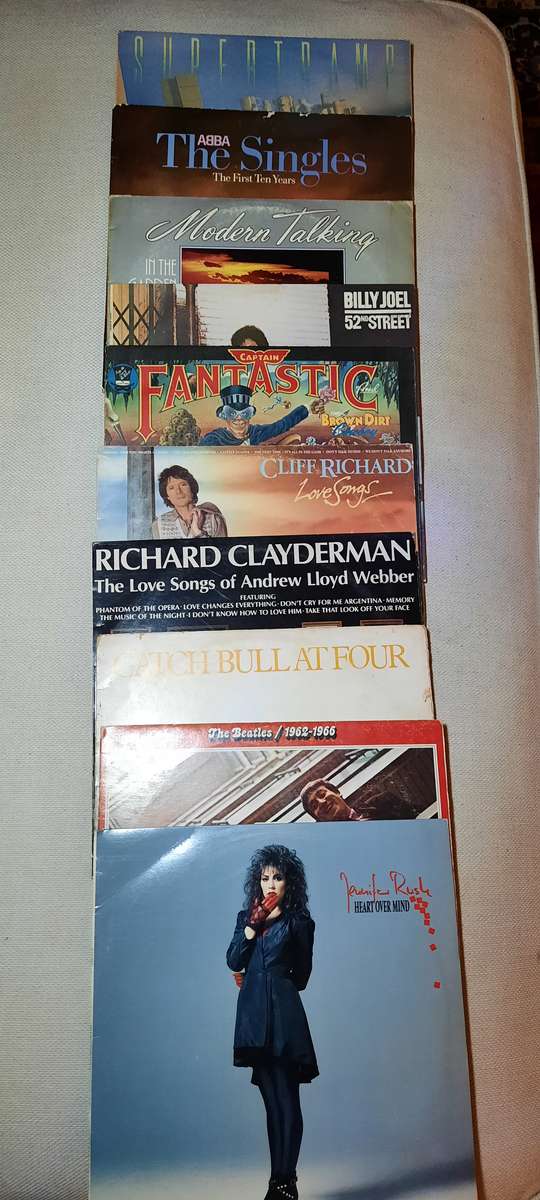 SUPERTRAMP
ABBA
The Singles
The First Ten Years
Modern Talking
IN THE
GARDEN
BILLY JOEL
52ND STREET
CAPTAIN
FANTASTIC
and the
BROWN DIRT
CLIFF RICHARD
Love Songs
RICHARD CLAYDERMAN
The Love Songs of Andrew Lloyd Webber
FEATURING
PHANTOM OF THE OPERA · LOVE CHANGES EVERYTHING · DON'T CRY FOR ME ARGENTINA · MEMORY
THE MUSIC OF THE NIGHT · I DON'T KNOW HOW TO LOVE HIM · TAKE THAT LOOK OFF YOUR FACE
CATCH BULL AT FOUR
The Beatles / 1962-1966
Jennifer Rush
HEART OVER MIND